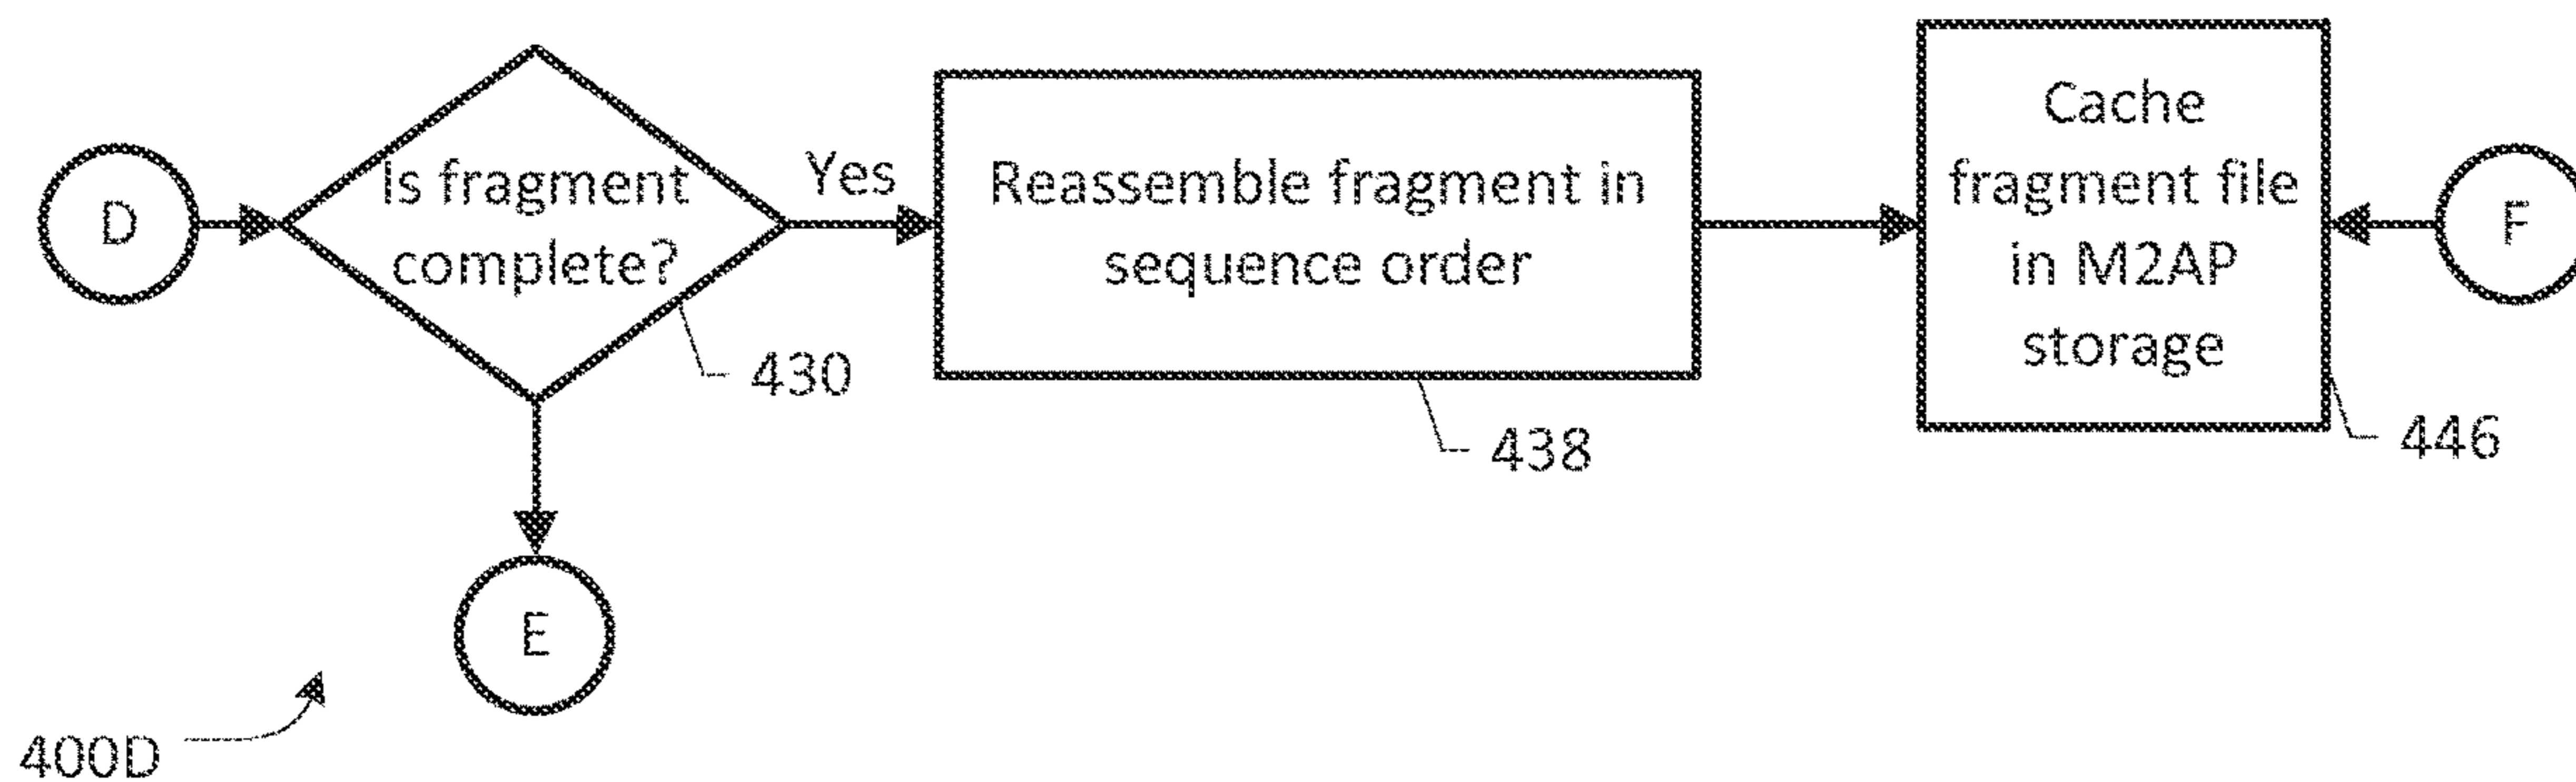 D
Is fragment
complete?
430
Yes
Reassemble fragment in
sequence order
438
Cache
fragment file
in M2AP
storage
446
F
E
400D